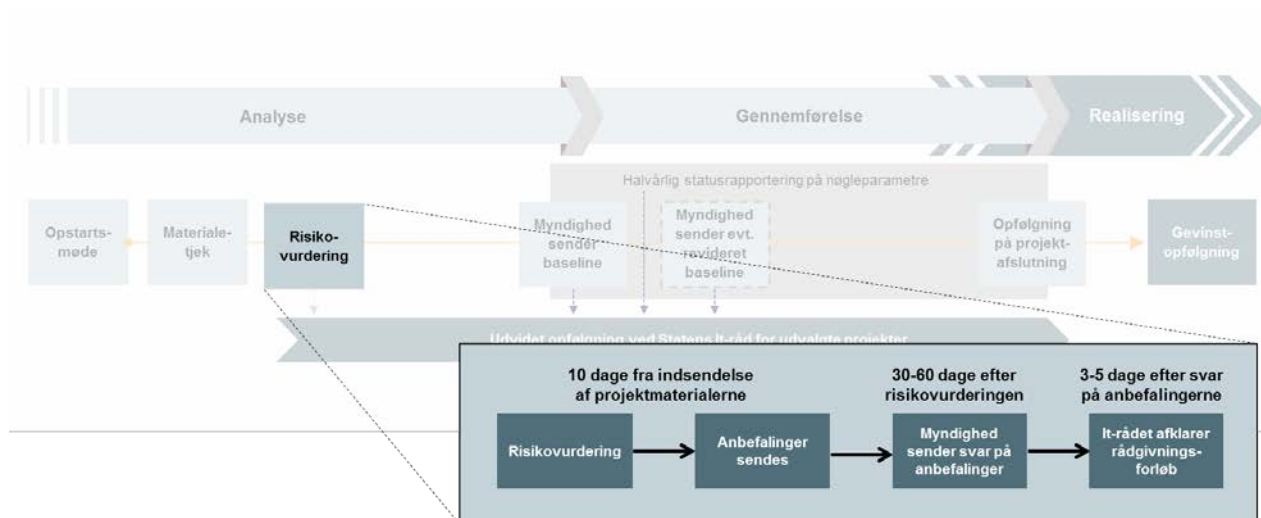 Analyse
Gennemførelse
Realisering
Halvårlig statusrapportering på nøgleparametre
Opstarts-
møde
Materiale-
tjek
Risiko-
vurdering
Myndighed
sender
baseline
Myndighed
sender evt.
revideret
baseline
Opfølgning
på projekt-
afslutning
Gevinst-
opfølgning
Udvidet opfølgning ved Statens It-råd for udvalgte projekter
10 dage fra indsendelse
af projektmaterialerne
30-60 dage efter
risikovurderingen
3-5 dage efter svar
på anbefalingerne
Risikovurdering
Anbefalinger
sendes
Myndighed
sender svar på
anbefalinger
It-rådet afklarer
rådgivnings-
forløb